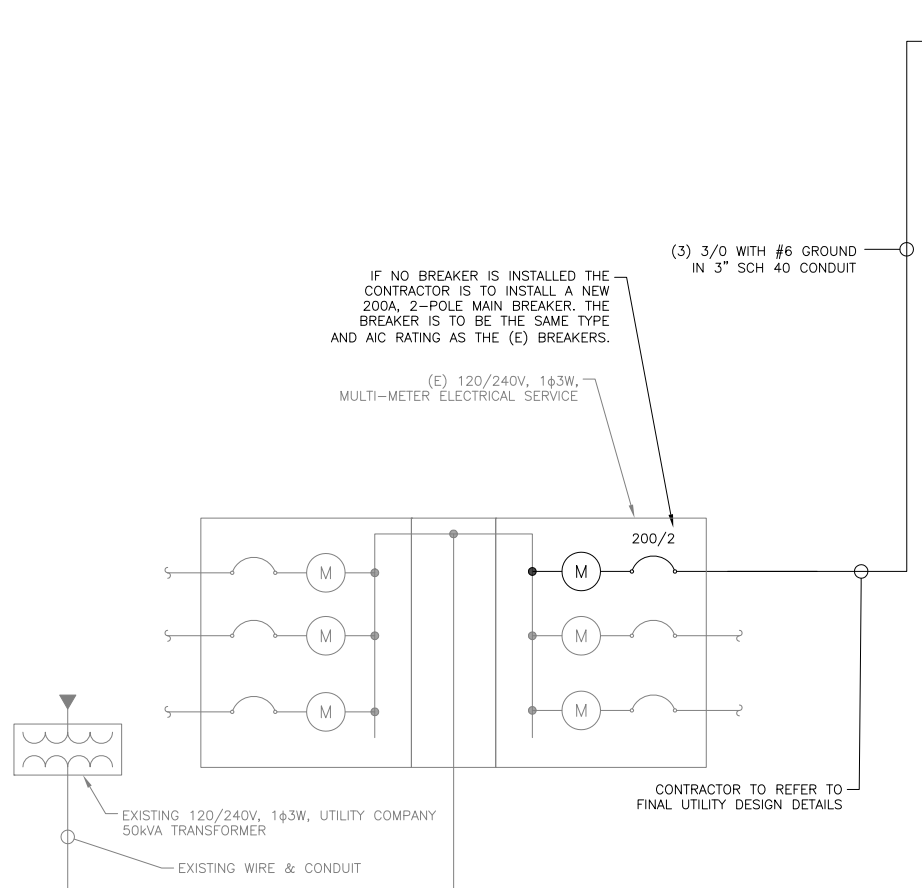 (3) 3/0 WITH #6 GROUND
IN 3" SCH 40 CONDUIT
IF NO BREAKER IS INSTALLED THE
CONTRACTOR IS TO INSTALL A NEW
200A, 2-POLE MAIN BREAKER. THE
BREAKER IS TO BE THE SAME TYPE
AND AIC RATING AS THE (E) BREAKERS.
(E) 120/240V, 1ϕ3W,
MULTI-METER ELECTRICAL SERVICE
200/2
M
M
M
M
M
M
CONTRACTOR TO REFER TO
FINAL UTILITY DESIGN DETAILS
EXISTING 120/240V, 1ϕ3W, UTILITY COMPANY
50kVA TRANSFORMER
EXISTING WIRE & CONDUIT